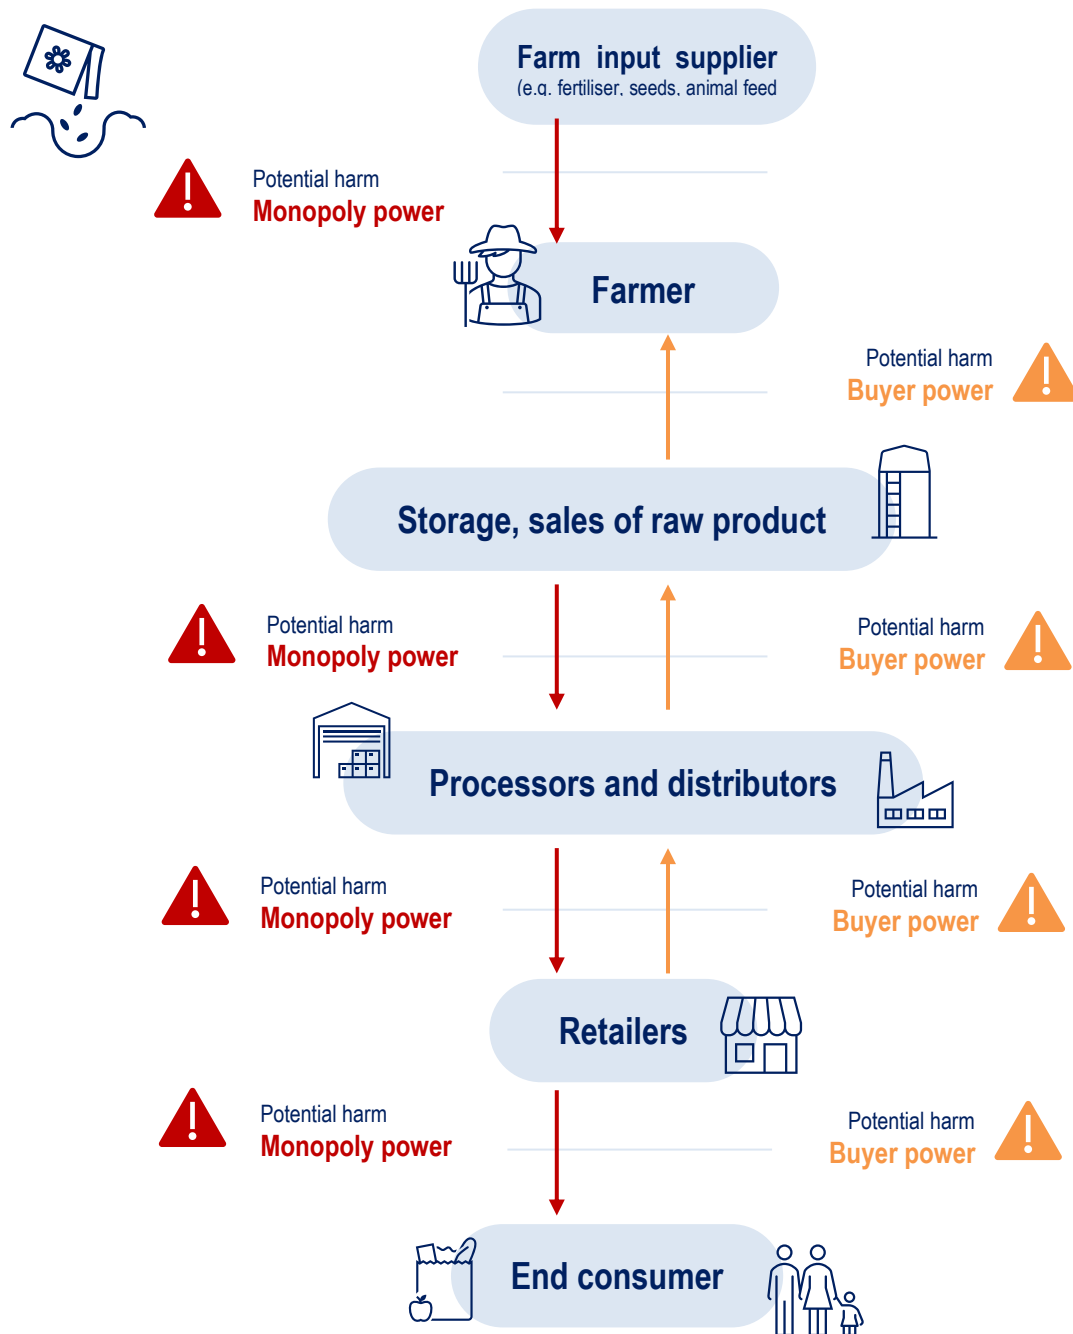 Farm input supplier
(e.g. fertiliser, seeds, animal feed
Potential harm
Monopoly power
Farmer
Potential harm
Buyer power
Storage, sales of raw product
Potential harm
Monopoly power
Potential harm
Buyer power
Processors and distributors
Potential harm
Monopoly power
Potential harm
Buyer power
Retailers
Potential harm
Monopoly power
Potential harm
Buyer power
End consumer